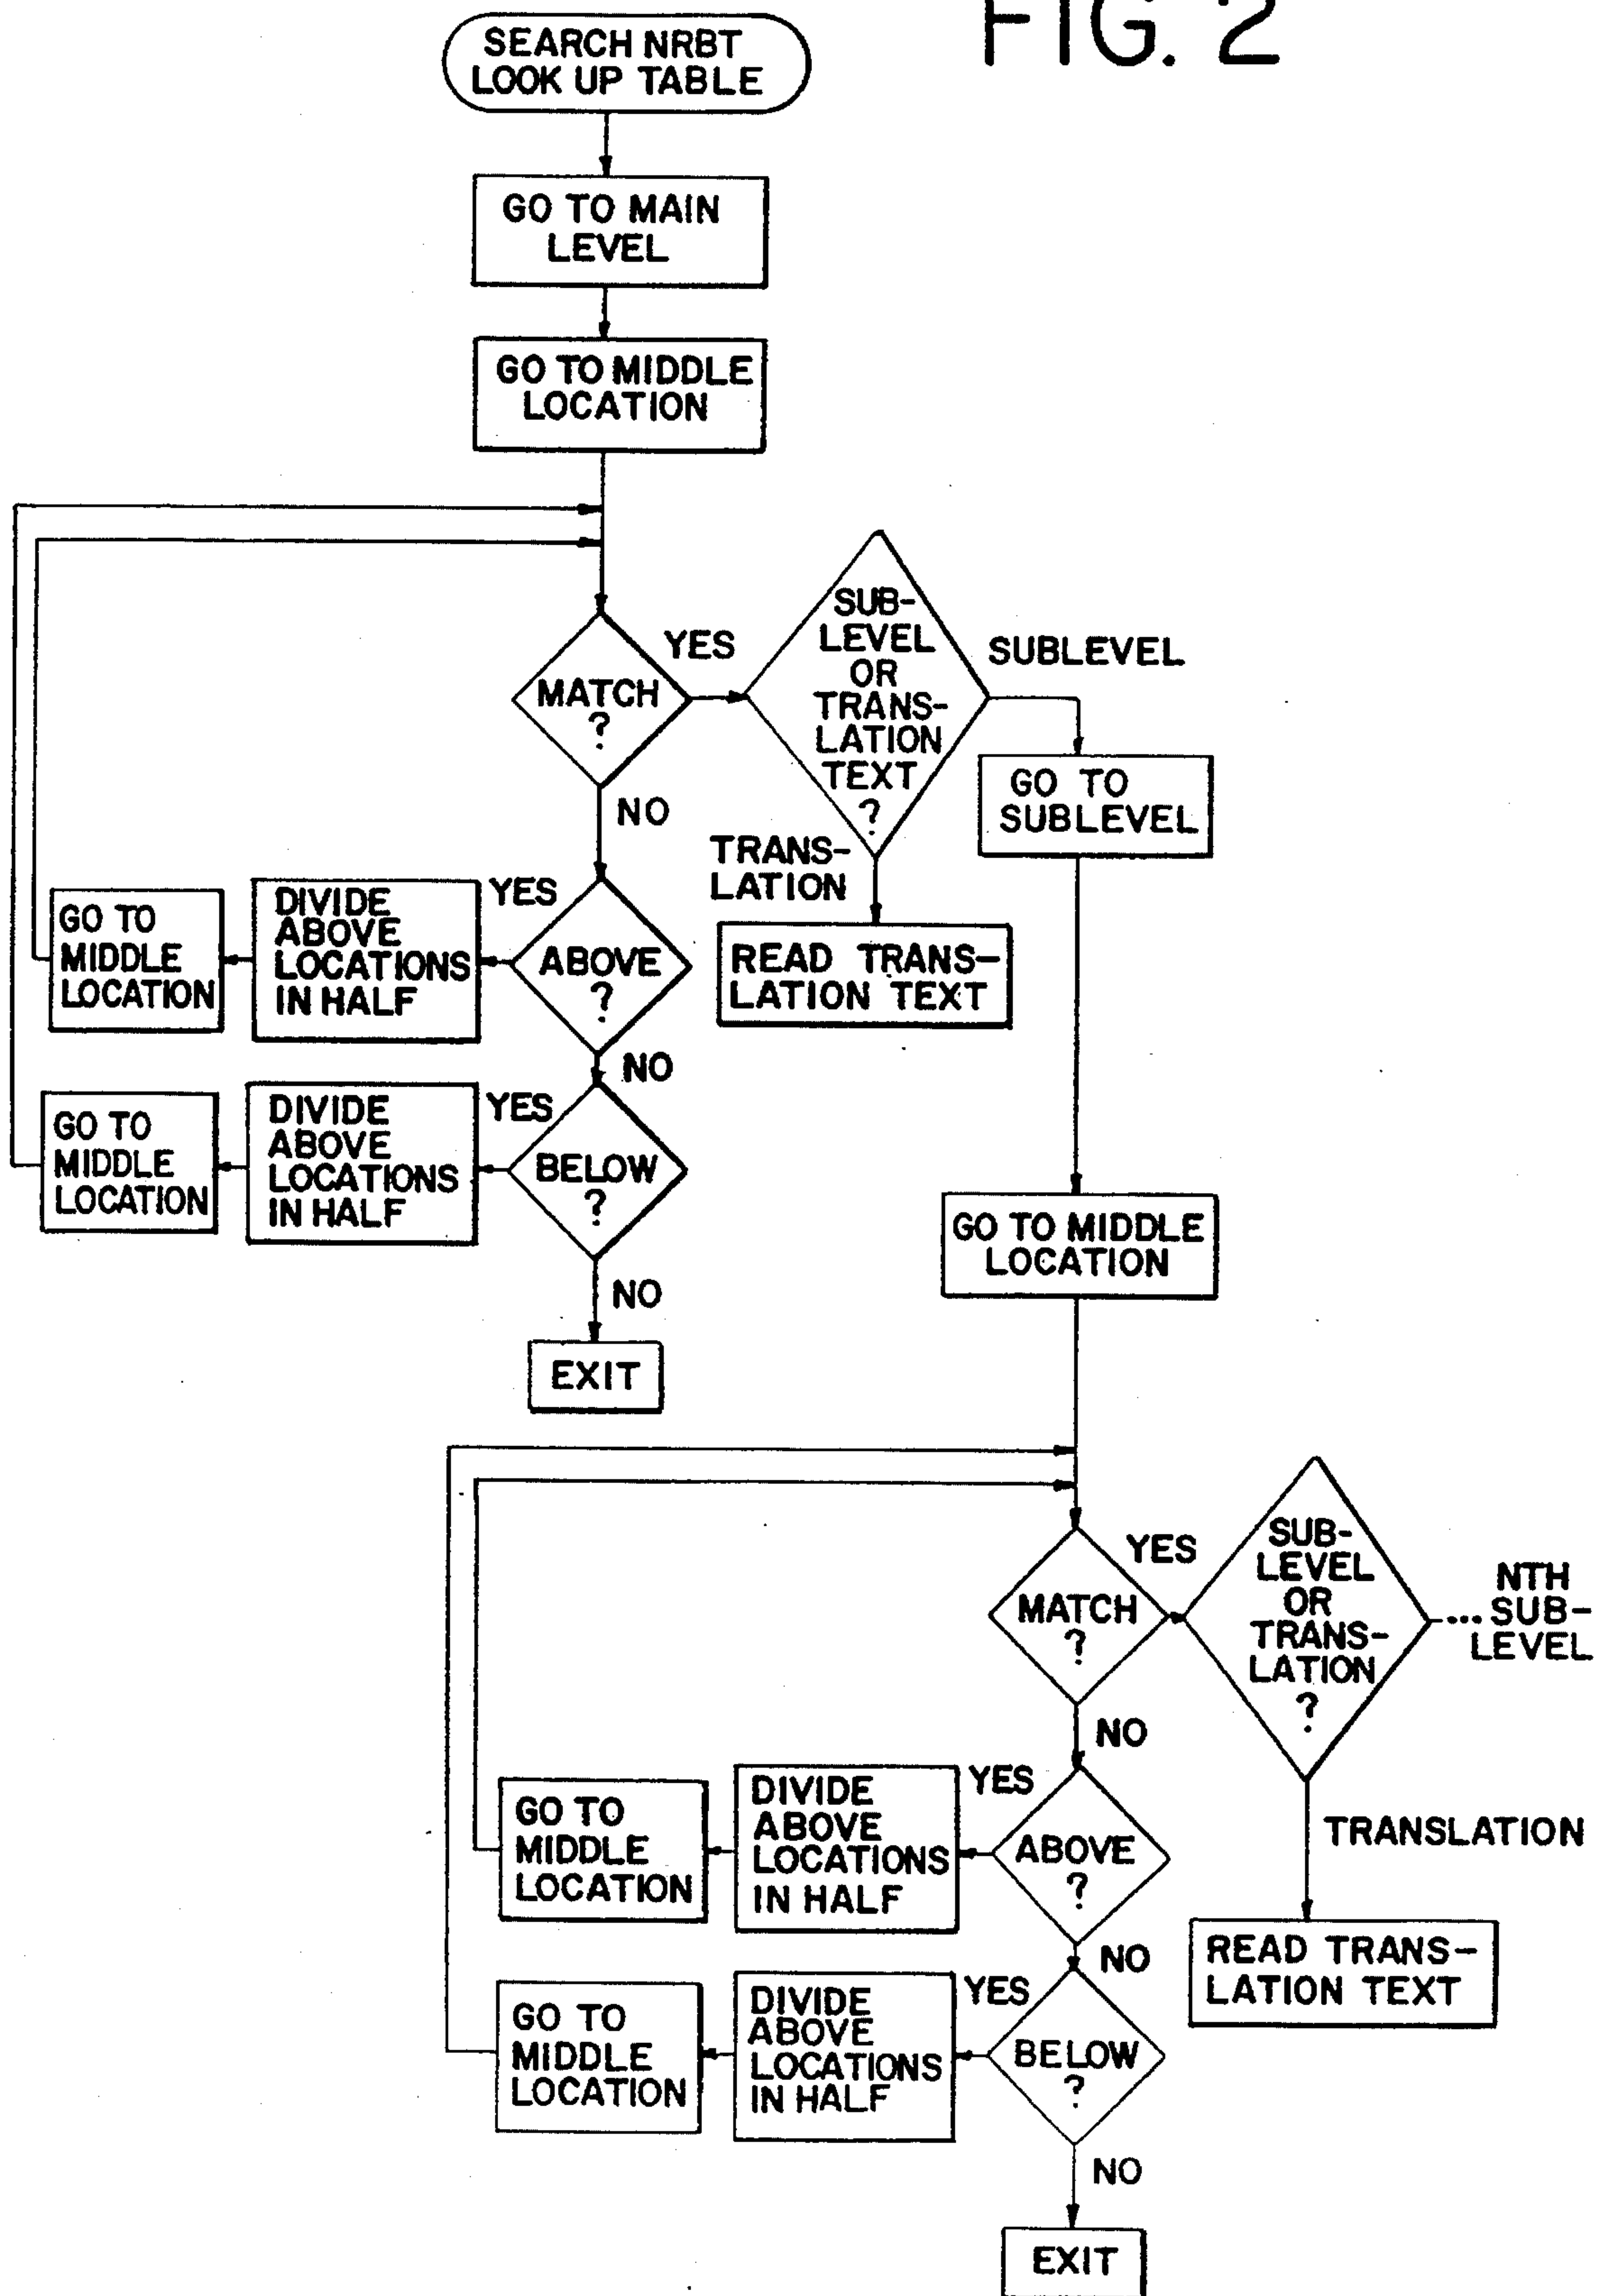 FIG. 2
SEARCH NRBT
LOOK UP TABLE
GO TO MAIN
LEVEL
GO TO MIDDLE
LOCATION
MATCH
?
YES
SUB-
LEVEL
OR
TRANS-
LATION
TEXT
?
SUBLEVEL
GO TO
SUBLEVEL
TRANS-
LATION
READ TRANS-
LATION TEXT
NO
ABOVE
?
YES
DIVIDE
ABOVE
LOCATIONS
IN HALF
GO TO
MIDDLE
LOCATION
NO
BELOW
?
YES
DIVIDE
ABOVE
LOCATIONS
IN HALF
GO TO
MIDDLE
LOCATION
NO
EXIT
GO TO MIDDLE
LOCATION
MATCH
?
YES
SUB-
LEVEL
OR
TRANS-
LATION
?
NTH
...SUB-
LEVEL
TRANSLATION
READ TRANS-
LATION TEXT
NO
ABOVE
?
YES
DIVIDE
ABOVE
LOCATIONS
IN HALF
GO TO
MIDDLE
LOCATION
NO
BELOW
?
YES
DIVIDE
ABOVE
LOCATIONS
IN HALF
GO TO
MIDDLE
LOCATION
NO
EXIT